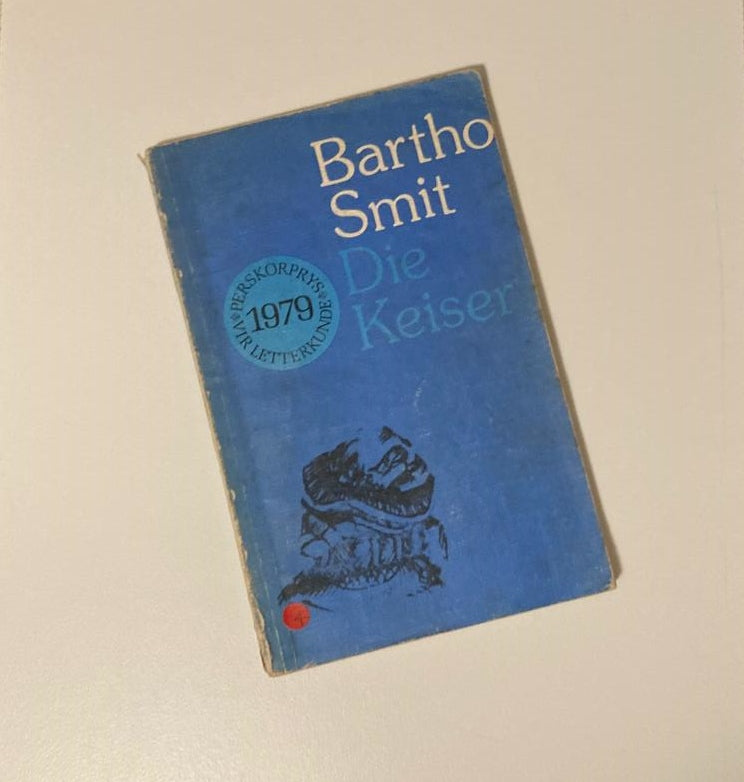 Bartho
Smit
Die
Keiser
*PERSKORPRYS*
1979
VIR LETTERKUNDE